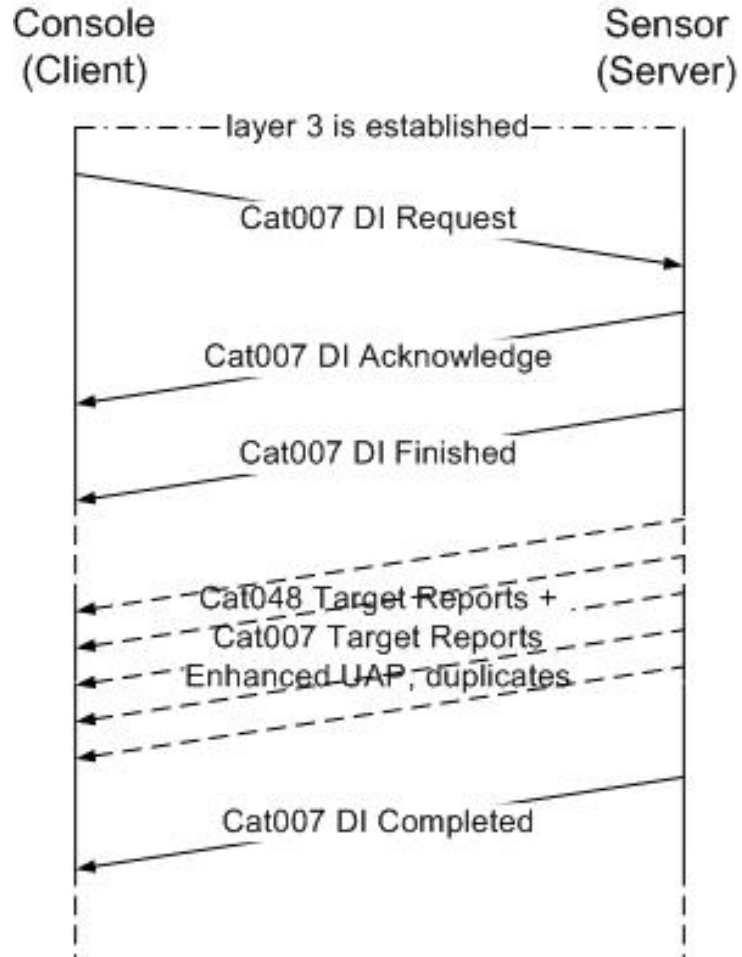 Console
(Client)
Sensor
(Server)
layer 3 is established
Cat007 DI Request
Cat007 DI Acknowledge
Cat007 DI Finished
Cat048 Target Reports +
Cat007 Target Reports
Enhanced UAP, duplicates
Cat007 DI Completed